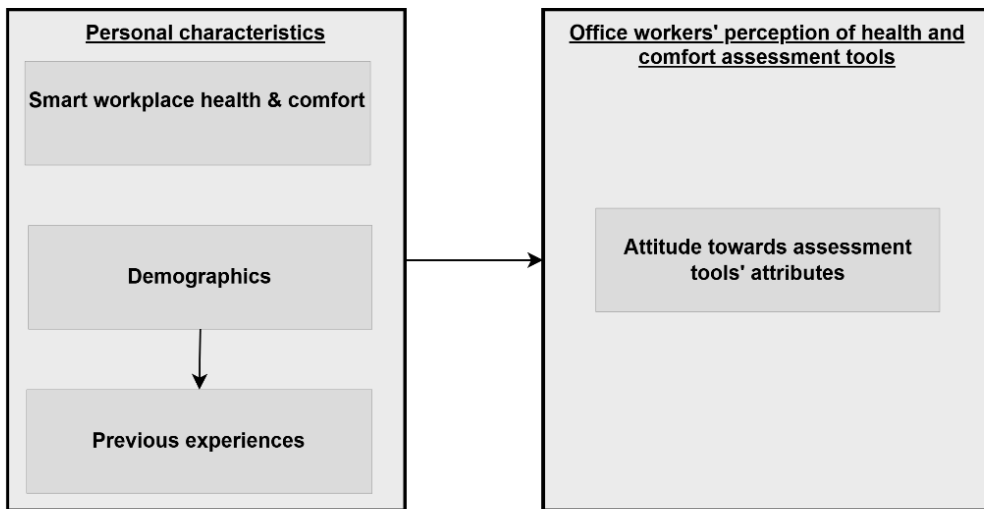 Personal characteristics
Smart workplace health & comfort
Demographics
Previous experiences
Office workers' perception of health and
comfort assessment tools
Attitude towards assessment
tools' attributes